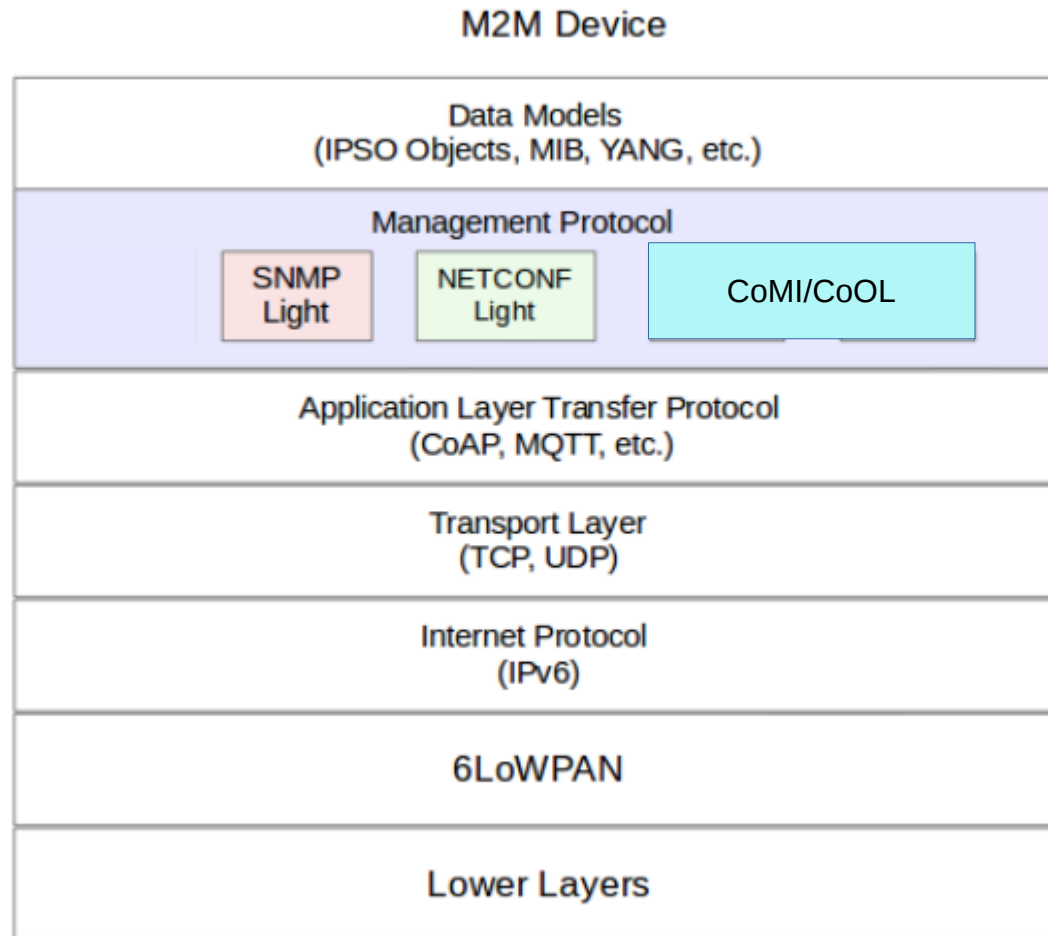 M2M Device
Data Models
(IPSO Objects, MIB, YANG, etc.)
Management Protocol
SNMP
Light
NETCONF
Light
CoMI/CoOL
Application Layer Transfer Protocol
(CoAP, MQTT, etc.)
Transport Layer
(TCP, UDP)
Internet Protocol
(IPv6)
6LoWPAN
Lower Layers